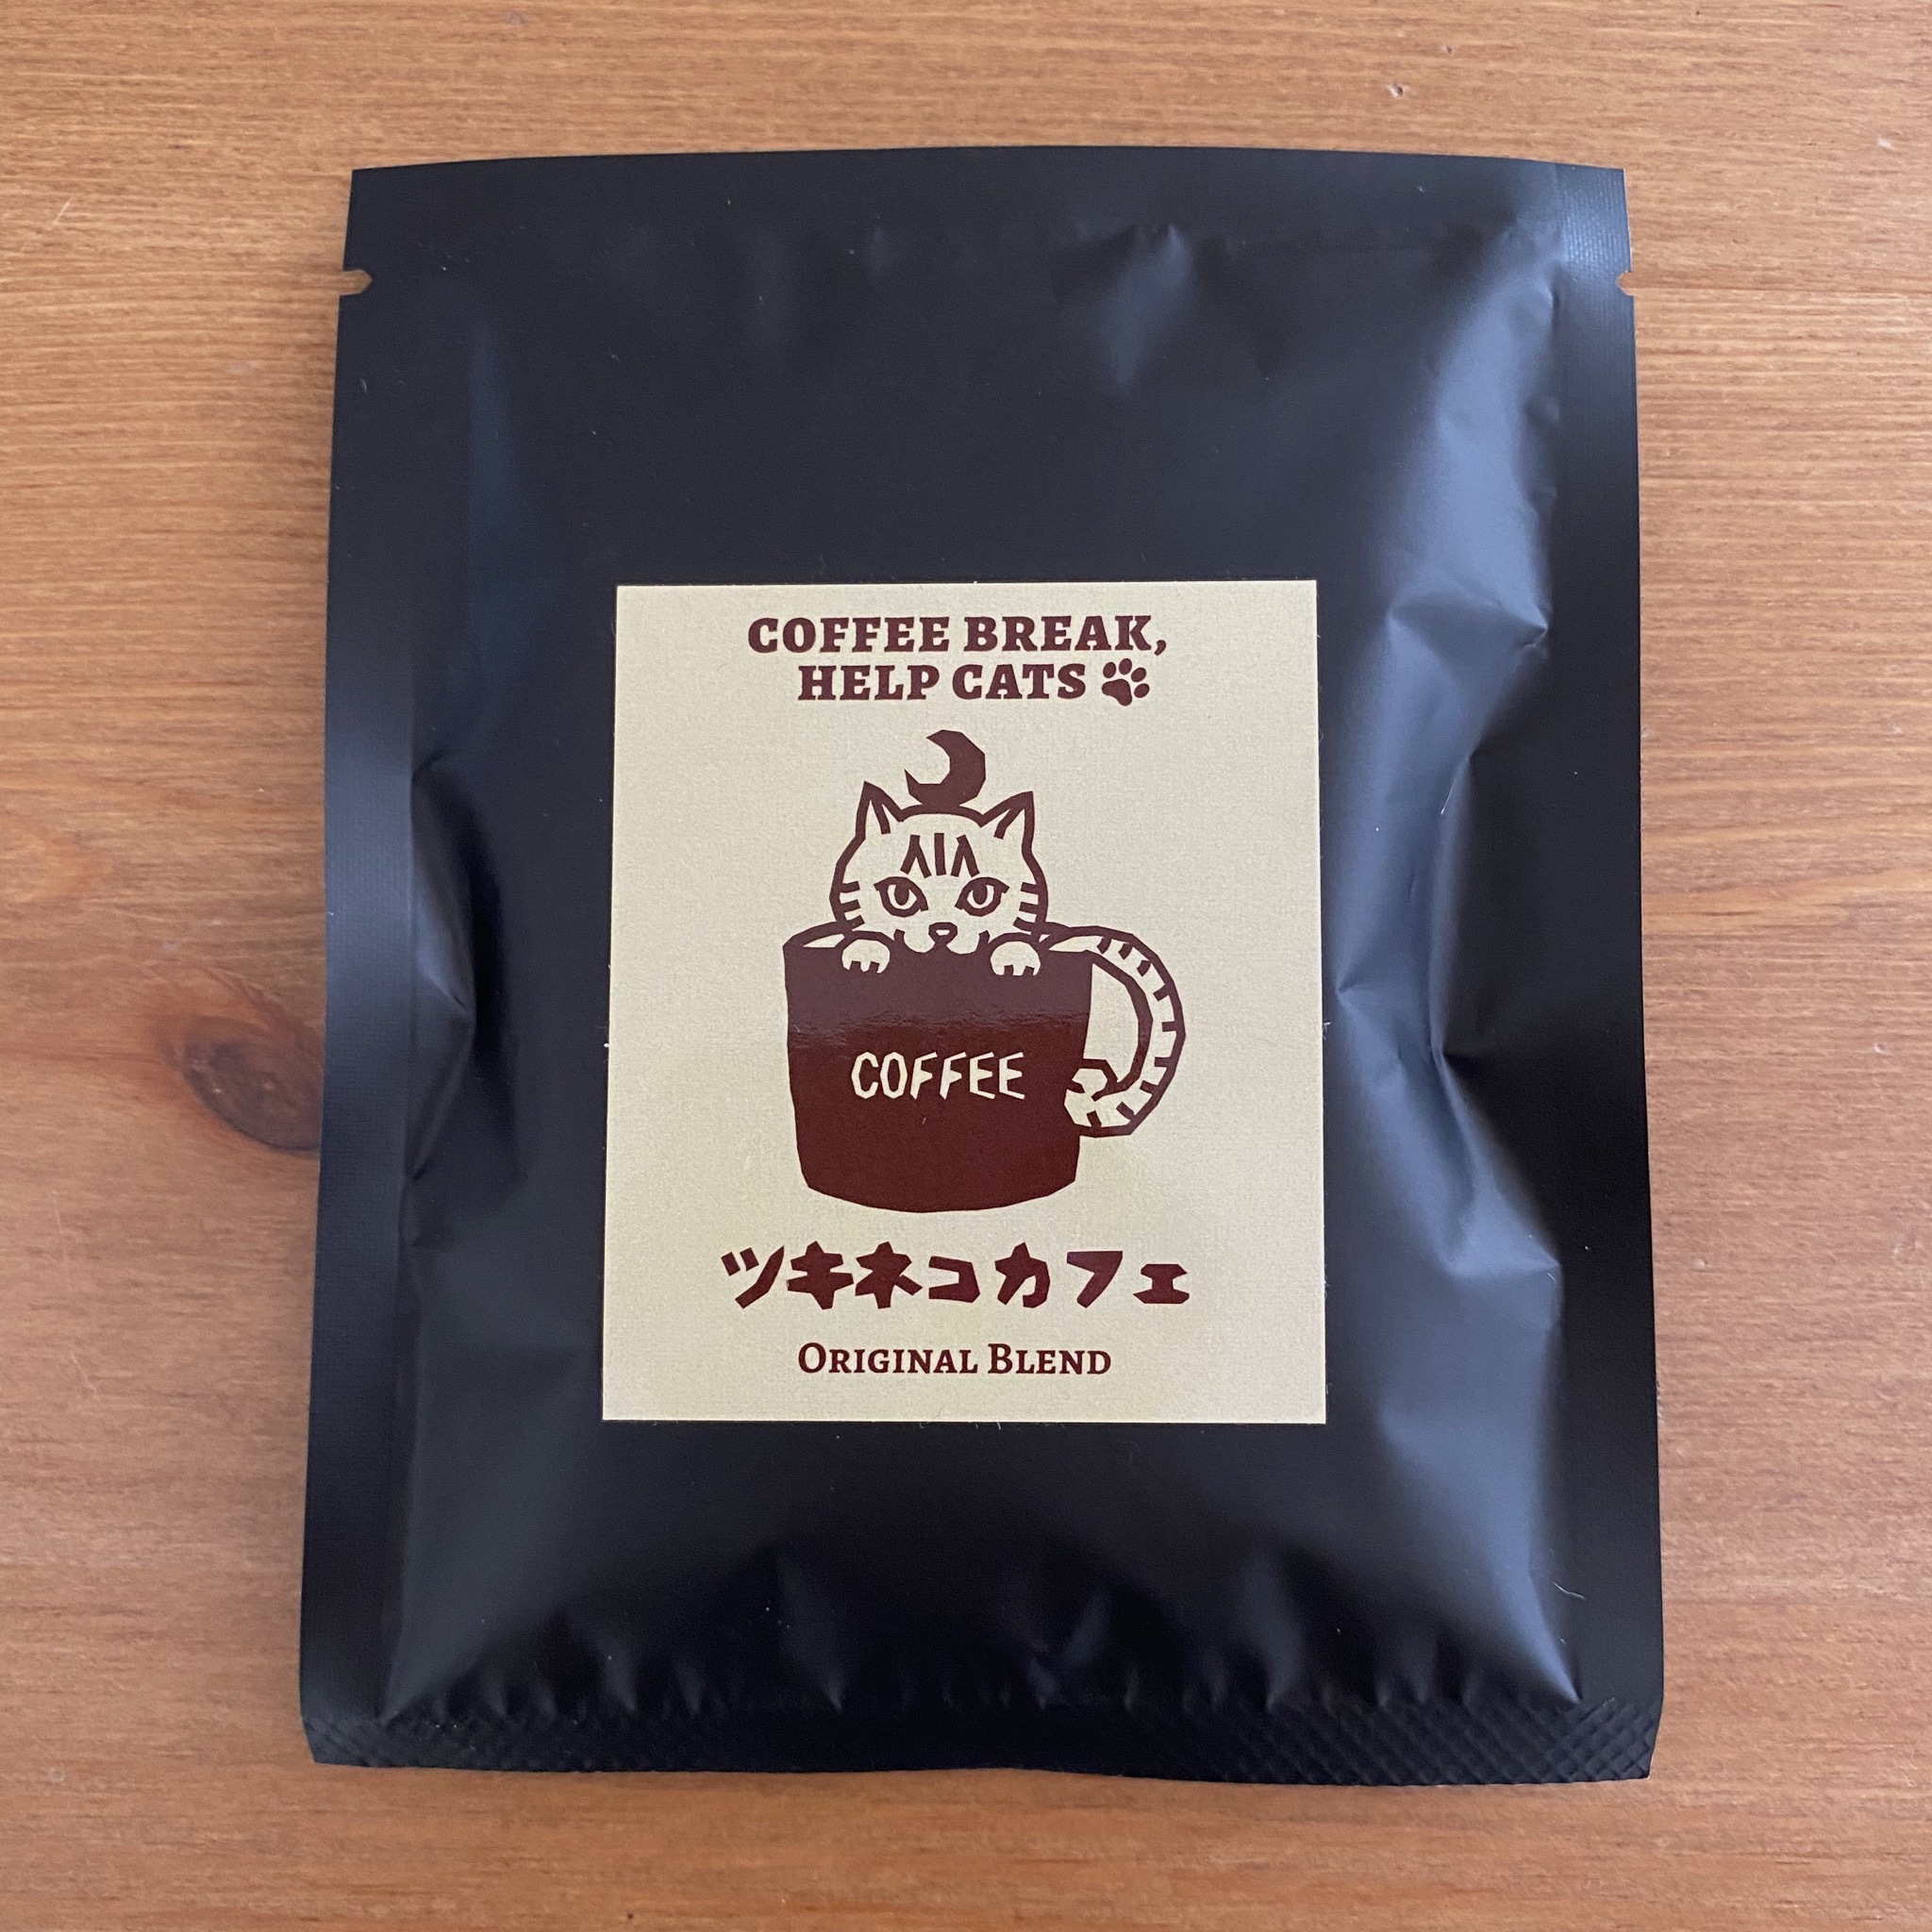 COFFEE BREAK,
HELP CATS
COFFEE
ツキネコカフェ
ORIGINAL BLEND